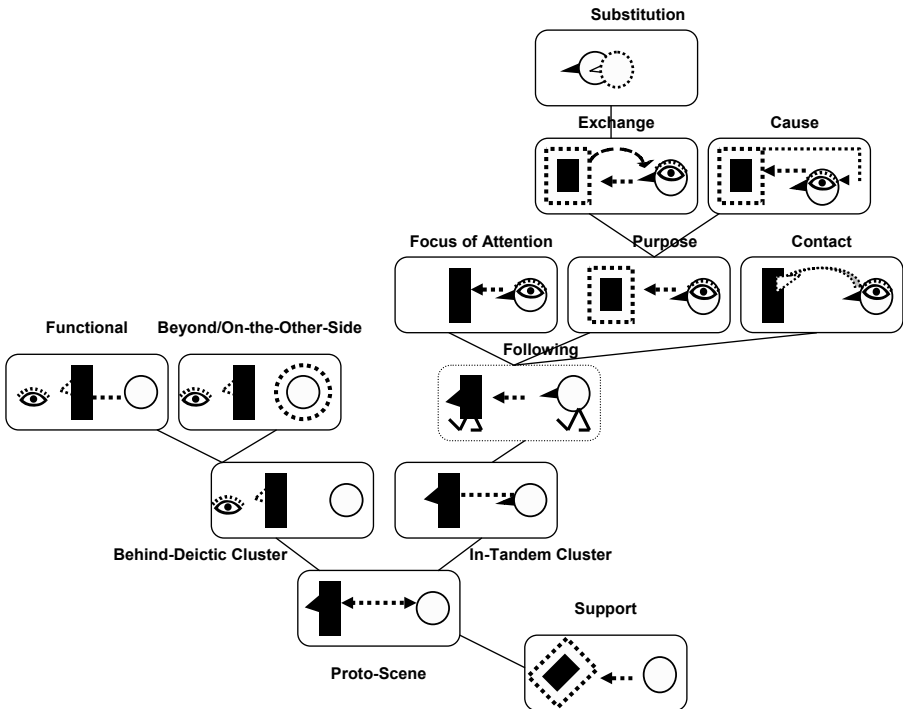 Substitution
Exchange
Cause
Focus of Attention
Purpose
Contact
Functional
Beyond/On-the-Other-Side
Following
Behind-Deictic Cluster
In-Tandem Cluster
Support
Proto-Scene